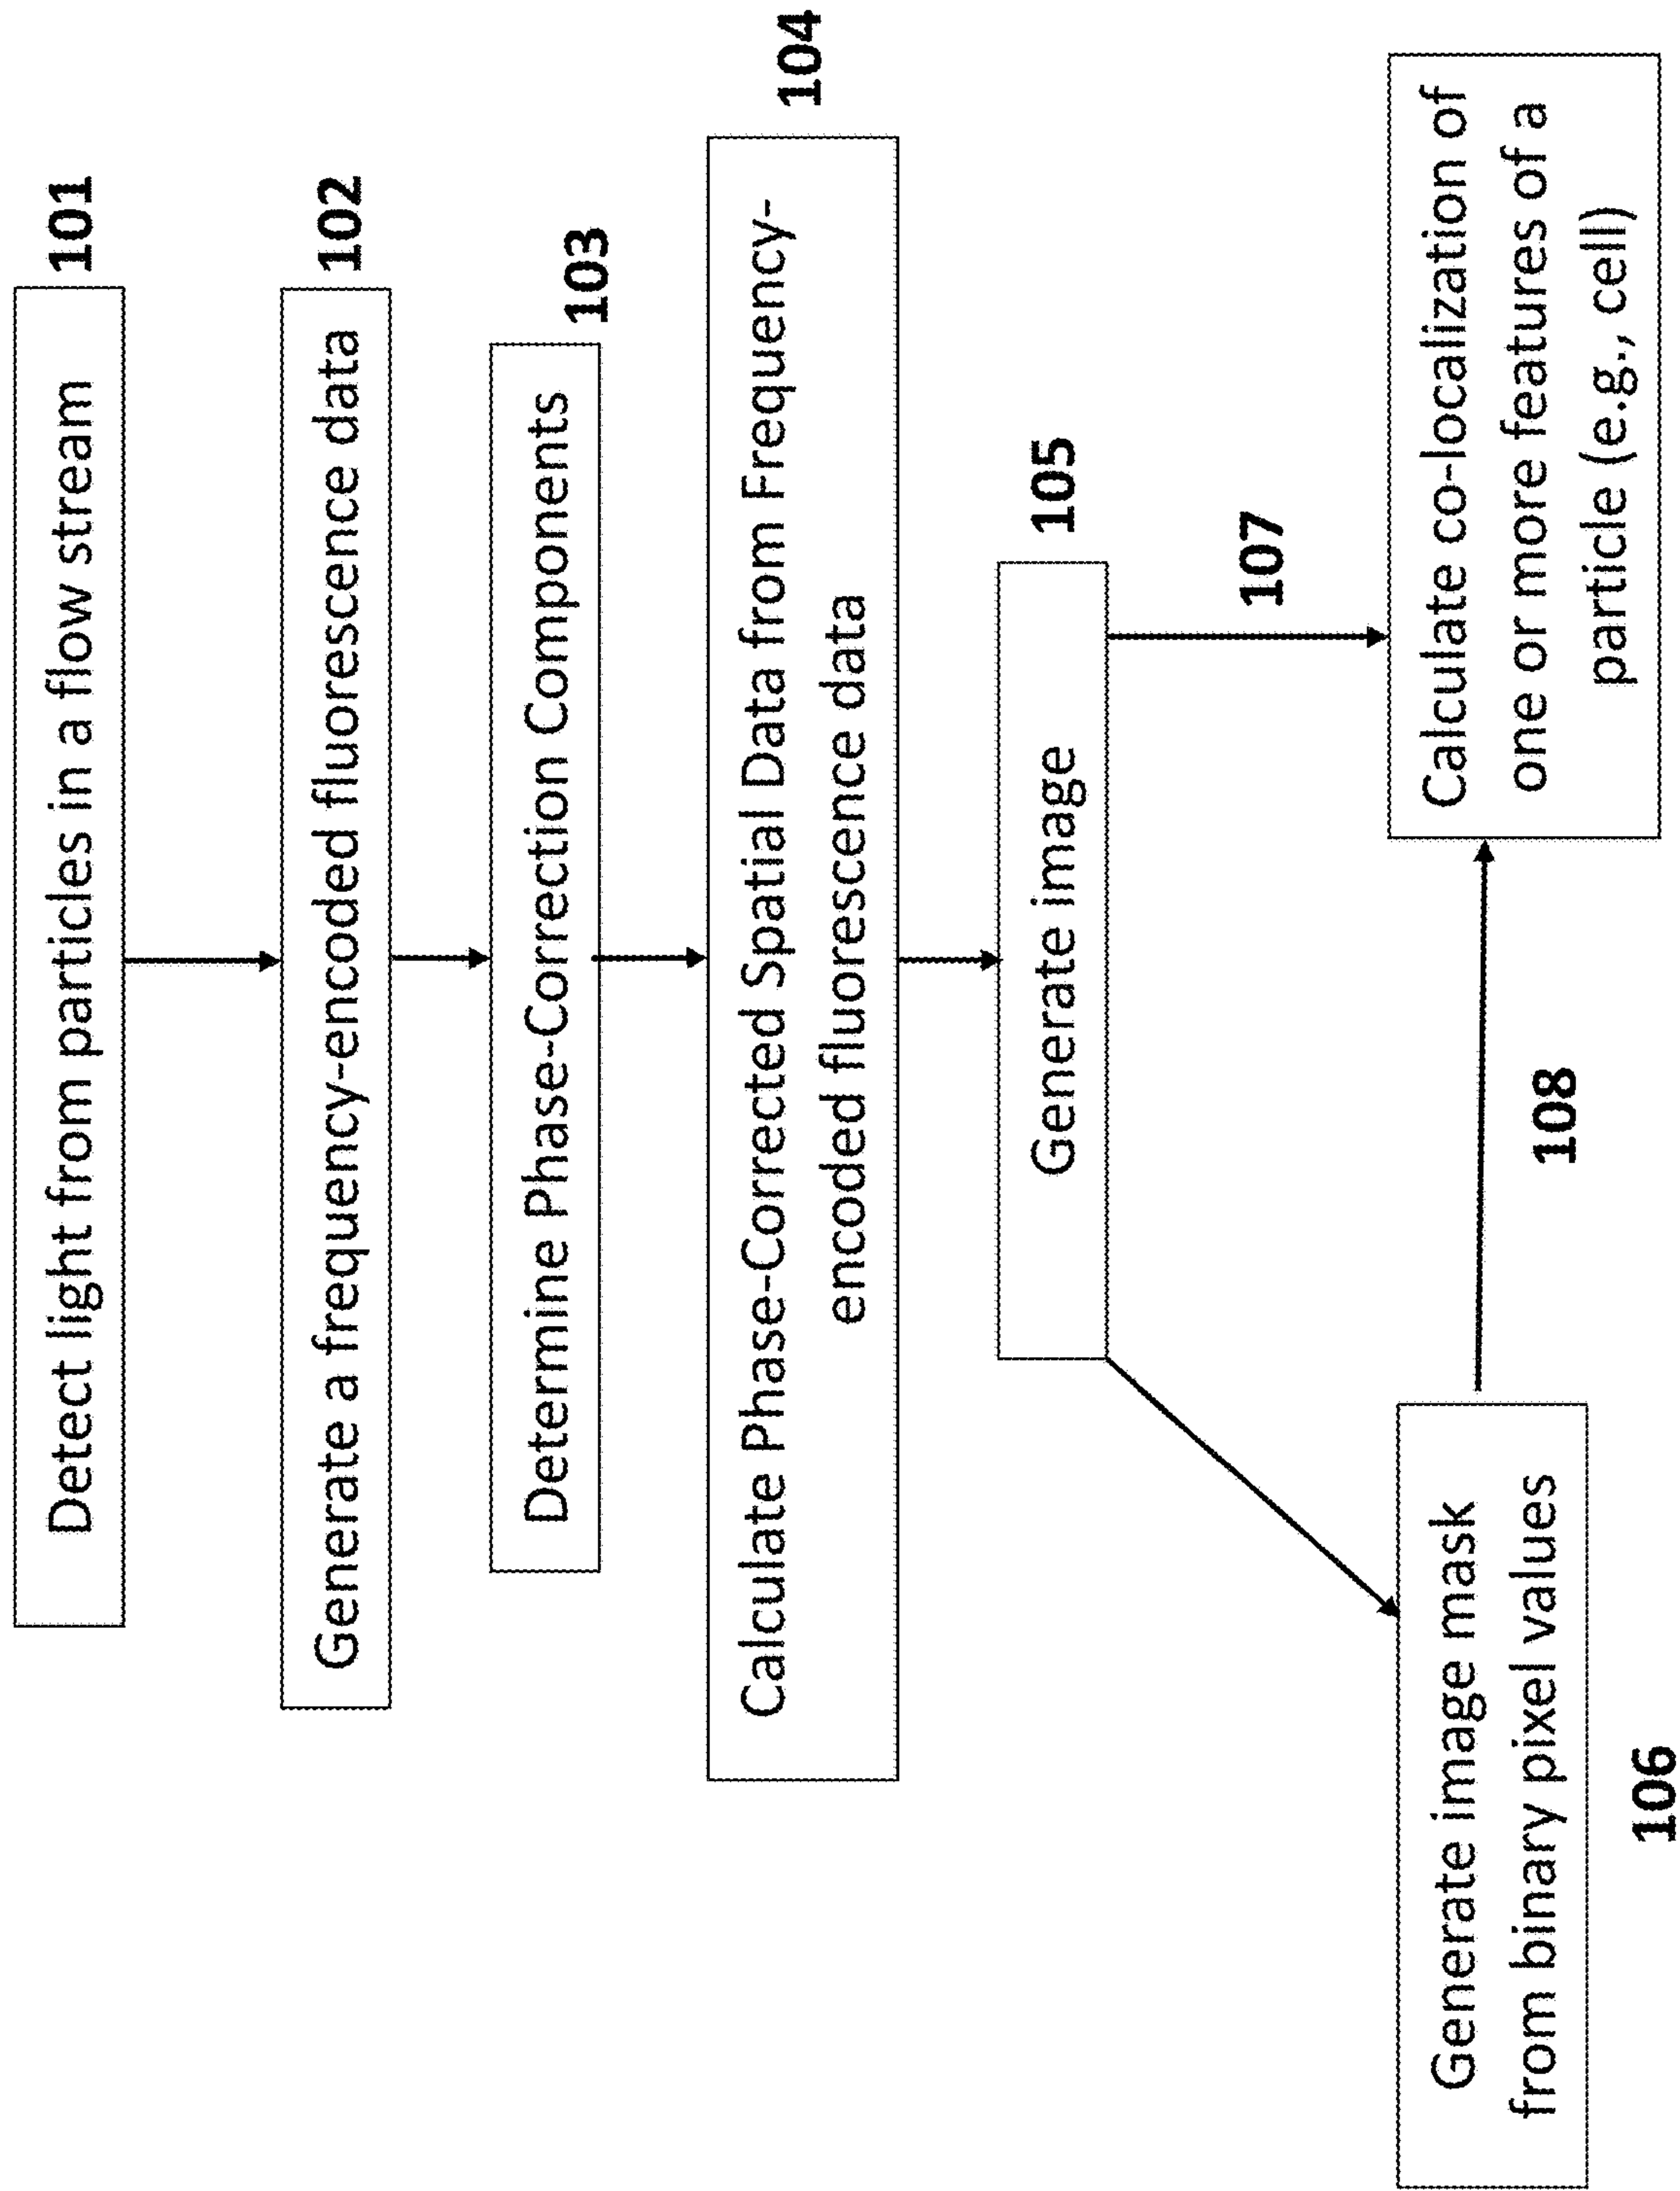 Detect light from particles in a flow stream
101
Generate a frequency-encoded fluorescence data
102
Determine Phase-Correction Components
103
Calculate Phase-Corrected Spatial Data from Frequency-
encoded fluorescence data
104
Generate image
105
107
Generate image mask
from binary pixel values
106
108
Calculate co-localization of
one or more features of a
particle (e.g., cell)